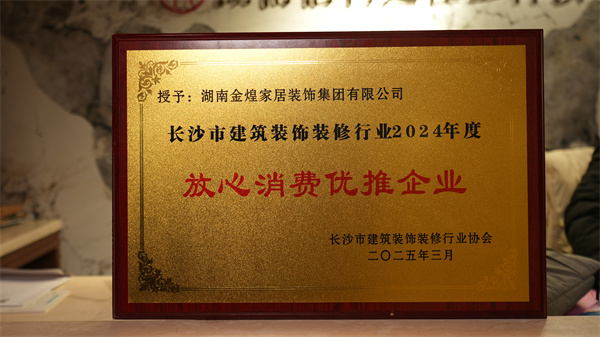 授予：湖南金煌家居装饰集团有限公司
长沙市建筑装饰装修行业2024年度
放心消费优推企业
长沙市建筑装饰装修行业协会
二〇二五年三月